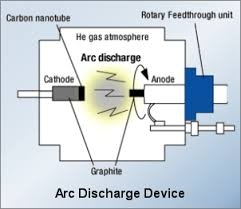 Carbon nanotube
Rotary Feedthrough unit
He gas atmosphere
Arc discharge
Cathode
Anode
Graphite
Arc Discharge Device